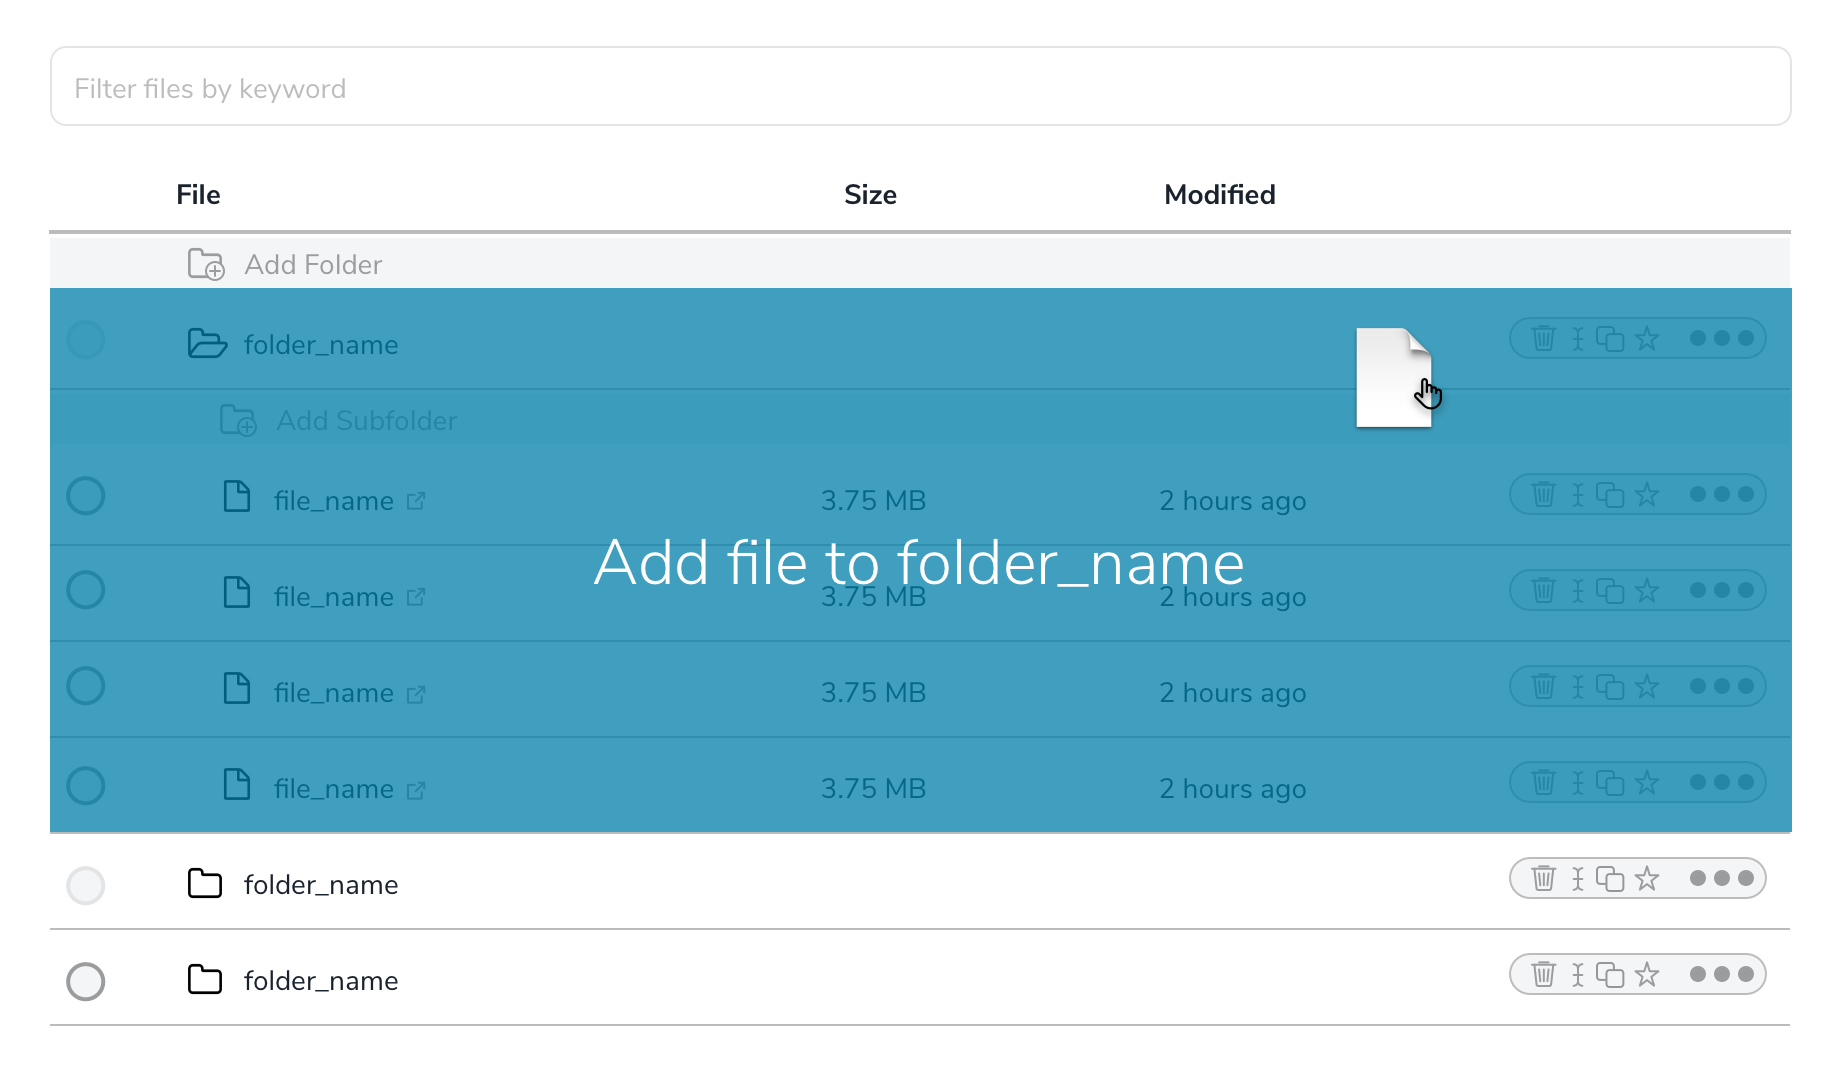 Filter files by keyword
File Size Modified
Add Folder
folder_name
Add Subfolder
file_name 3.75 MB 2 hours ago
Add file to folder_name
file_name 3.75 MB 2 hours ago
file_name 3.75 MB 2 hours ago
file_name 3.75 MB 2 hours ago
folder_name
folder_name